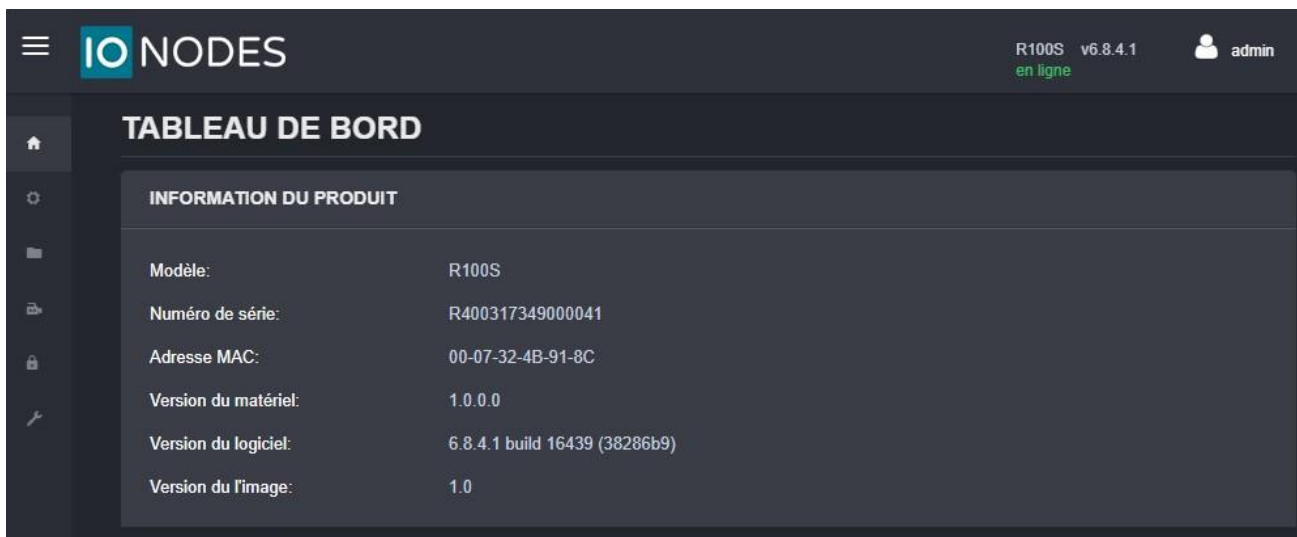 IO NODES
R100S v6.8.4.1
en ligne
admin
TABLEAU DE BORD
INFORMATION DU PRODUIT
Modèle: R100S
Numéro de série: R400317349000041
Adresse MAC: 00-07-32-4B-91-8C
Version du matériel: 1.0.0.0
Version du logiciel: 6.8.4.1 build 16439 (38286b9)
Version du l'image: 1.0